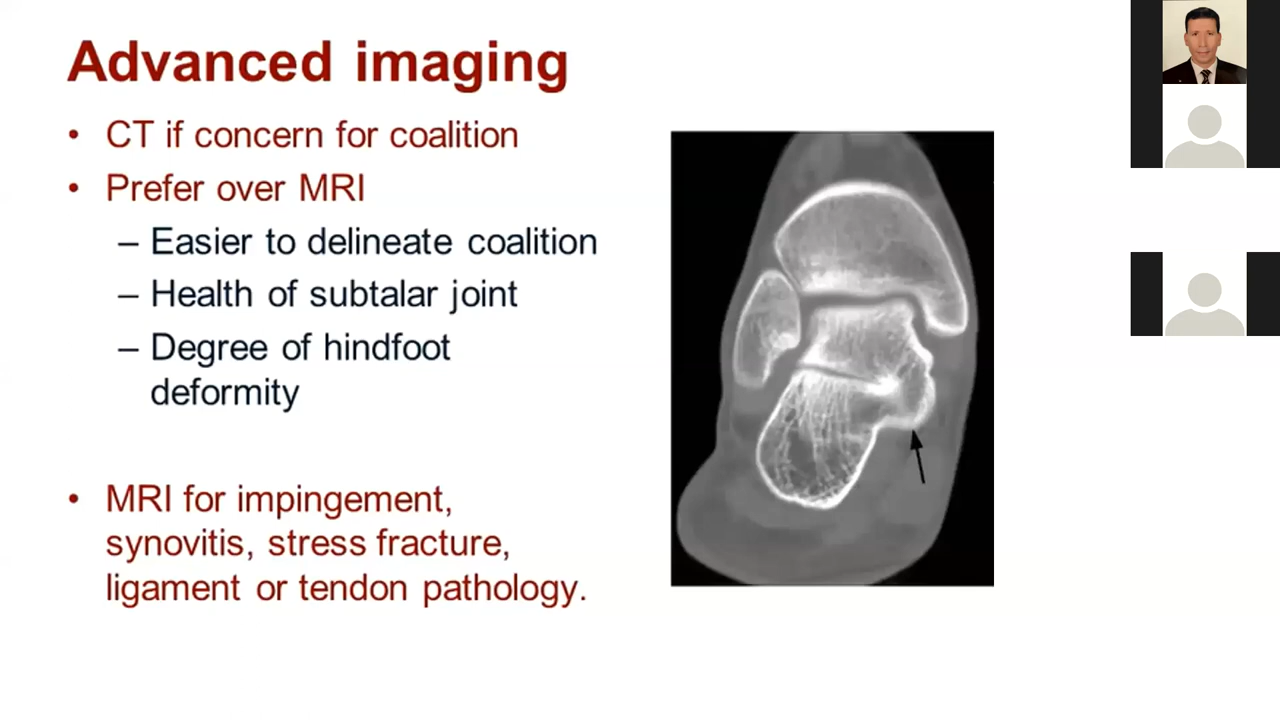 Advanced imaging
• CT if concern for coalition
• Prefer over MRI
– Easier to delineate coalition
– Health of subtalar joint
– Degree of hindfoot
deformity
• MRI for impingement,
synovitis, stress fracture,
ligament or tendon pathology.